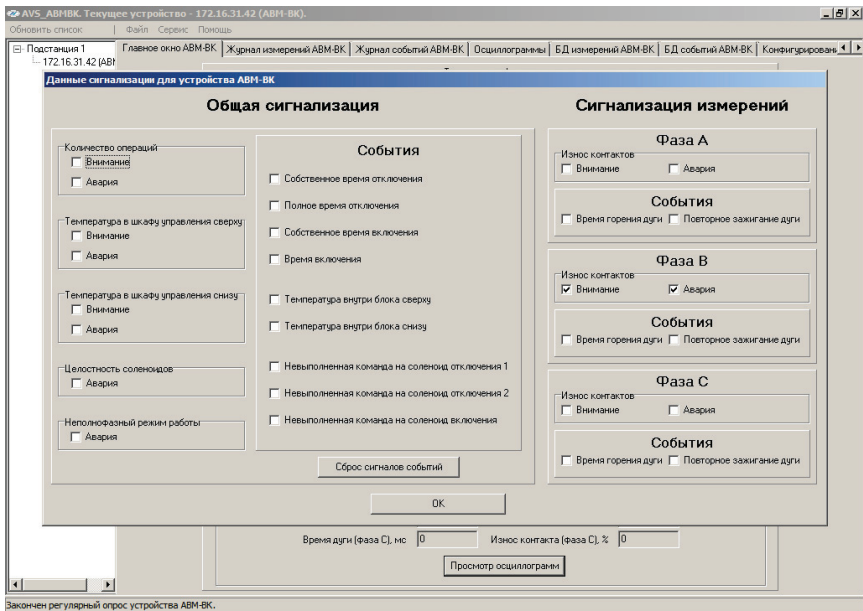 AVS_ABMBK. Текущее устройство - 172.16.31.42 (ABM-BK).
Обновить список | Файл Сервис Помощь
Подстанция 1
172.16.31.42 (АВМ
Главное окно АВМ-ВК
Журнал измерений АВМ-ВК
Журнал событий АВМ-ВК
Осциллограммы
БД измерений АВМ-ВК
БД событий АВМ-ВК
Конфигурировани
Данные сигнализации для устройства АВМ-ВК
Общая сигнализация
Количество операций
Внимание
Авария
Температура в шкафу управления сверху
Внимание
Авария
Температура в шкафу управления снизу
Внимание
Авария
Целостность соленоидов
Авария
Неполнофазный режим работы
Авария
События
Собственное время отключения
Полное время отключения
Собственное время включения
Время включения
Температура внутри блока сверху
Температура внутри блока снизу
Невыполненная команда на соленоид отключения 1
Невыполненная команда на соленоид отключения 2
Невыполненная команда на соленоид включения
Сброс сигналов событий
Сигнализация измерений
Фаза А
Износ контактов
Внимание Авария
События
Время горения дуги Повторное зажигание дуги
Фаза В
Износ контактов
Внимание Авария
События
Время горения дуги Повторное зажигание дуги
Фаза С
Износ контактов
Внимание Авария
События
Время горения дуги Повторное зажигание дуги
OK
Время дуги (фаза С), мс 0 Износ контакта (фаза С), % 0
Просмотр осциллограмм
Закончен регулярный опрос устройства АВМ-ВК.